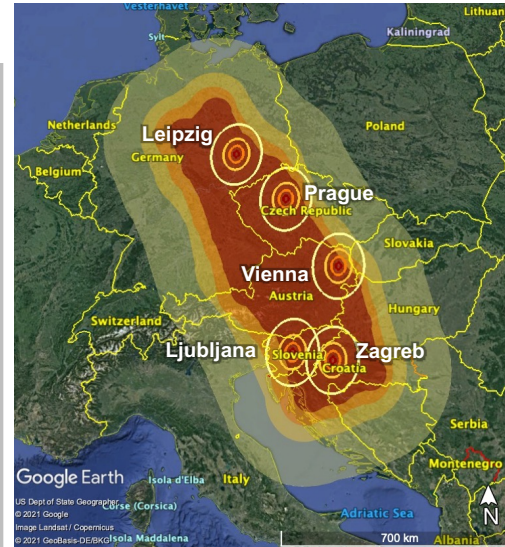 Vesterhavet
Lithuan
Sylt
Kaliningrad
Netherlands
Leipzig
Poland
Germany
Belgium
Prague
Czech Republic
Slovakia
Vienna
Austria
Hungary
Switzerland
Ljubljana
Slovenia
Zagreb
Croatia
Serbia
Google Earth
Isola d'Elba
Italy
Montenegro
US Dept of State Geographer
Corse (Corsica)
© 2021 Google
N
Image Landsat / Copernicus
Adriatic Sea
© 2021 GeoBasis-DE/BKG
Isola Maddalena
700 km
Albania